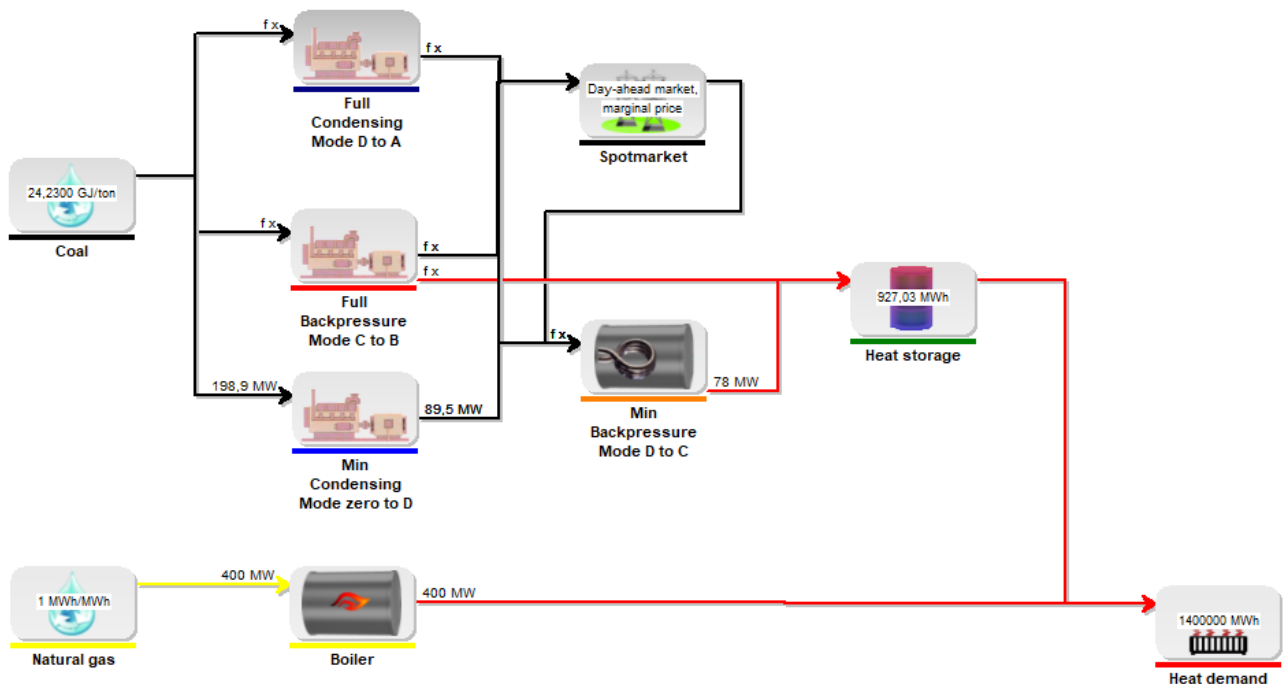 f x
f x
Full
Condensing
Mode D to A
Day-ahead market,
marginal price
Spotmarket
24,2300 GJ/ton
Coal
f x
f x
f x
Full
Backpressure
Mode C to B
927,03 MWh
Heat storage
f x
78 MW
Min
Backpressure
Mode D to C
198,9 MW
89,5 MW
Min
Condensing
Mode zero to D
1 MWh/MWh
Natural gas
400 MW
400 MW
Boiler
1400000 MWh
Heat demand